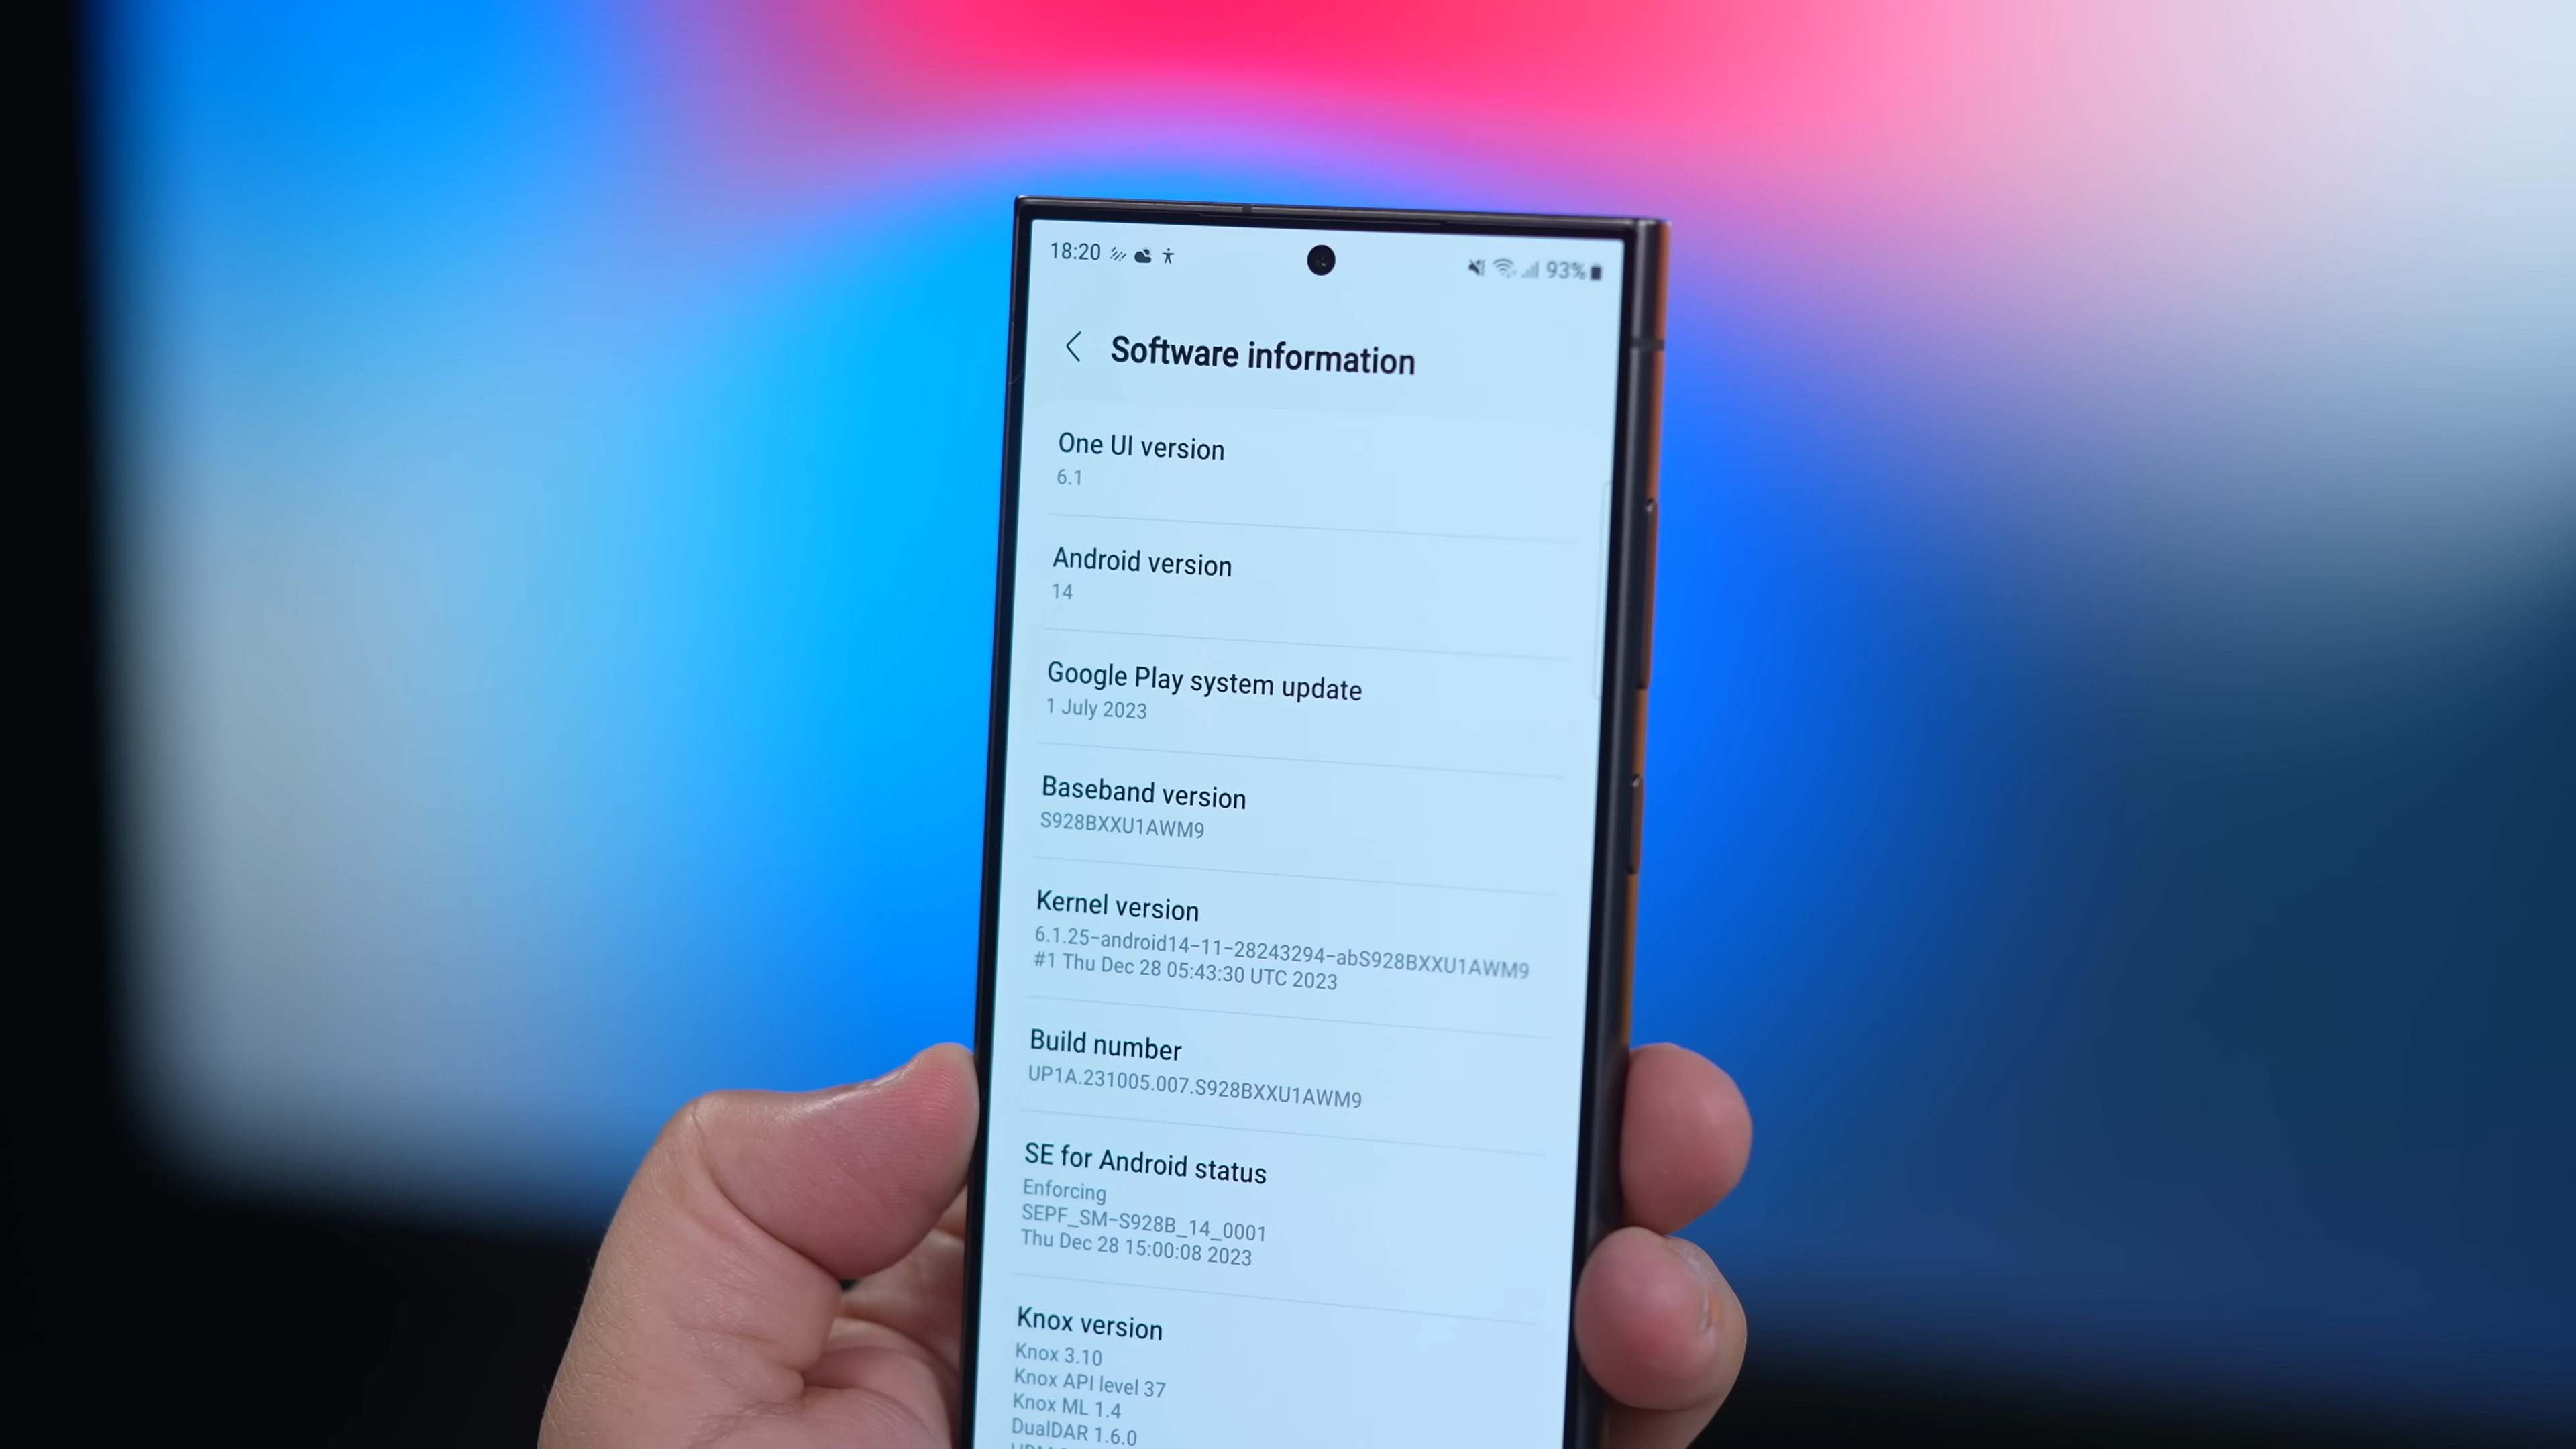 18:20 93%
Software information
One UI version
6.1
Android version
14
Google Play system update
1 July 2023
Baseband version
S928BXXU1AWM9
Kernel version
6.1.25-android14-11-28243294-abS928BXXU1AWM9
#1 Thu Dec 28 05:43:30 UTC 2023
Build number
UP1A.231005.007.S928BXXU1AWM9
SE for Android status
Enforcing
SEPF_SM-S928B_14_0001
Thu Dec 28 15:00:08 2023
Knox version
Knox 3.10
Knox API level 37
Knox ML 1.4
DualDAR 1.6.0